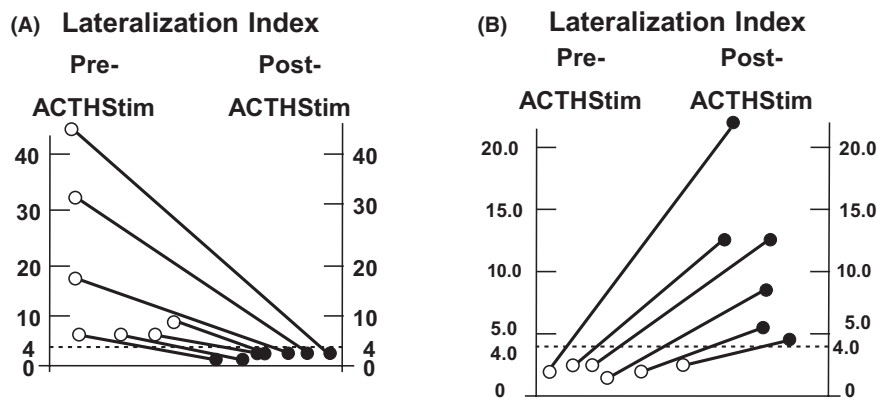 (A) Lateralization Index
Pre- Post-
ACTHStim ACTHStim
40 40
30 30
20 20
10 10
4 4
0 0
(B) Lateralization Index
Pre- Post-
ACTHStim ACTHStim
20.0 20.0
15.0 15.0
10.0 10.0
5.0 5.0
4.0 4.0
0 0